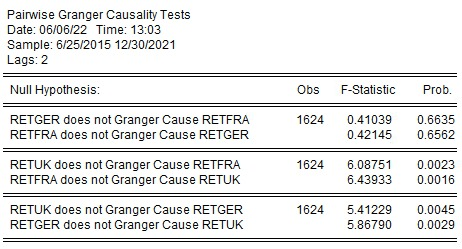 Pairwise Granger Causality Tests
Date: 06/06/22 Time: 13:03
Sample: 6/25/2015 12/30/2021
Lags: 2
Null Hypothesis: Obs F-Statistic Prob.
RETGER does not Granger Cause RETFRA 1624 0.41039 0.6635
RETFRA does not Granger Cause RETGER 0.42145 0.6562
RETUK does not Granger Cause RETFRA 1624 6.08751 0.0023
RETFRA does not Granger Cause RETUK 6.43933 0.0016
RETUK does not Granger Cause RETGER 1624 5.41229 0.0045
RETGER does not Granger Cause RETUK 5.86790 0.0029